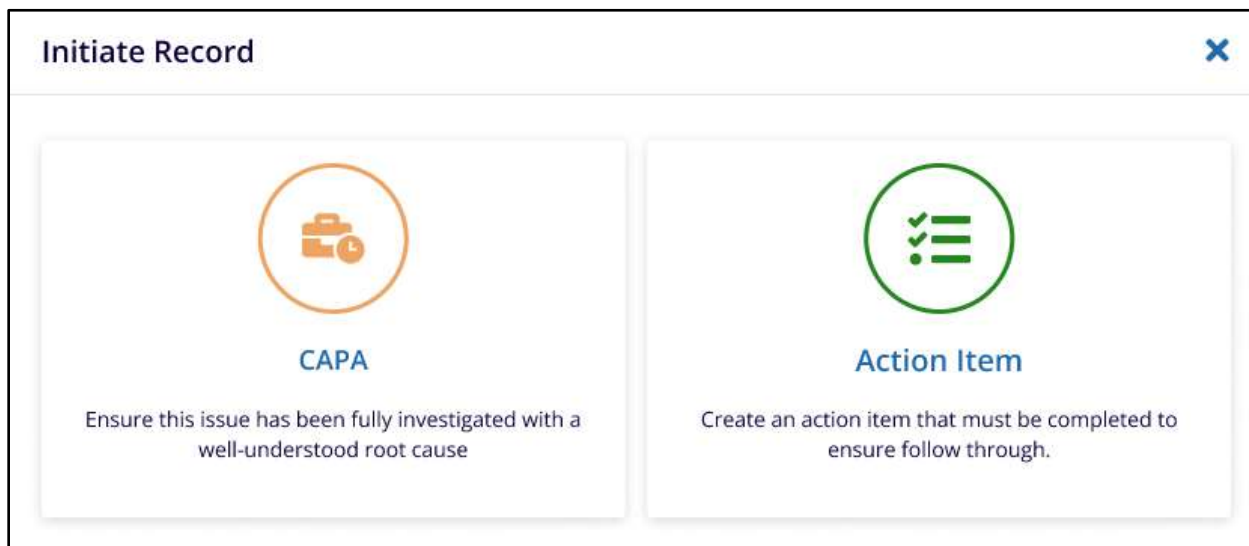 Initiate Record
CAPA
Ensure this issue has been fully investigated with a
well-understood root cause
Action Item
Create an action item that must be completed to
ensure follow through.